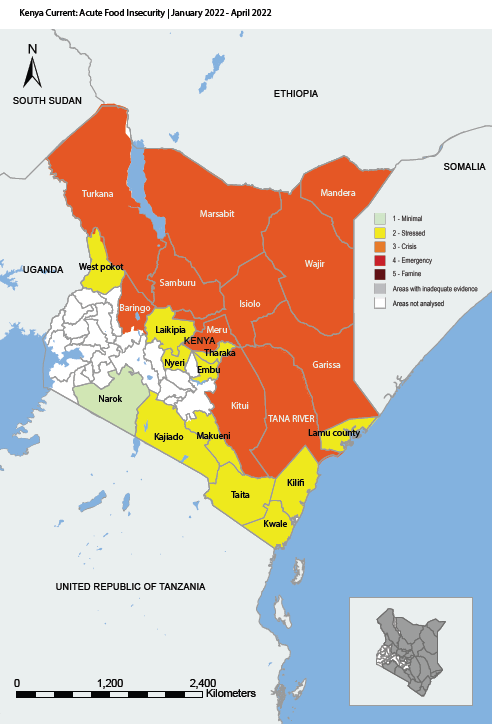 Kenya Current: Acute Food Insecurity | January 2022 - April 2022
N
SOUTH SUDAN
ETHIOPIA
SOMALIA
Turkana
Mandera
Marsabit
1 - Minimal
2 - Stressed
3 - Crisis
4 - Emergency
5 - Famine
Areas with inadequate evidence
Areas not analysed
UGANDA
West pokot
Wajir
Samburu
Baringo
Isiolo
Laikipia
Meru
KENYA
Tharaka
Nyeri
Embu
Garissa
Narok
Kitui
TANA RIVER
Kajiado
Makueni
Lamu county
Taita
Kilifi
Kwale
UNITED REPUBLIC OF TANZANIA
0 1,200 2,400
Kilometers